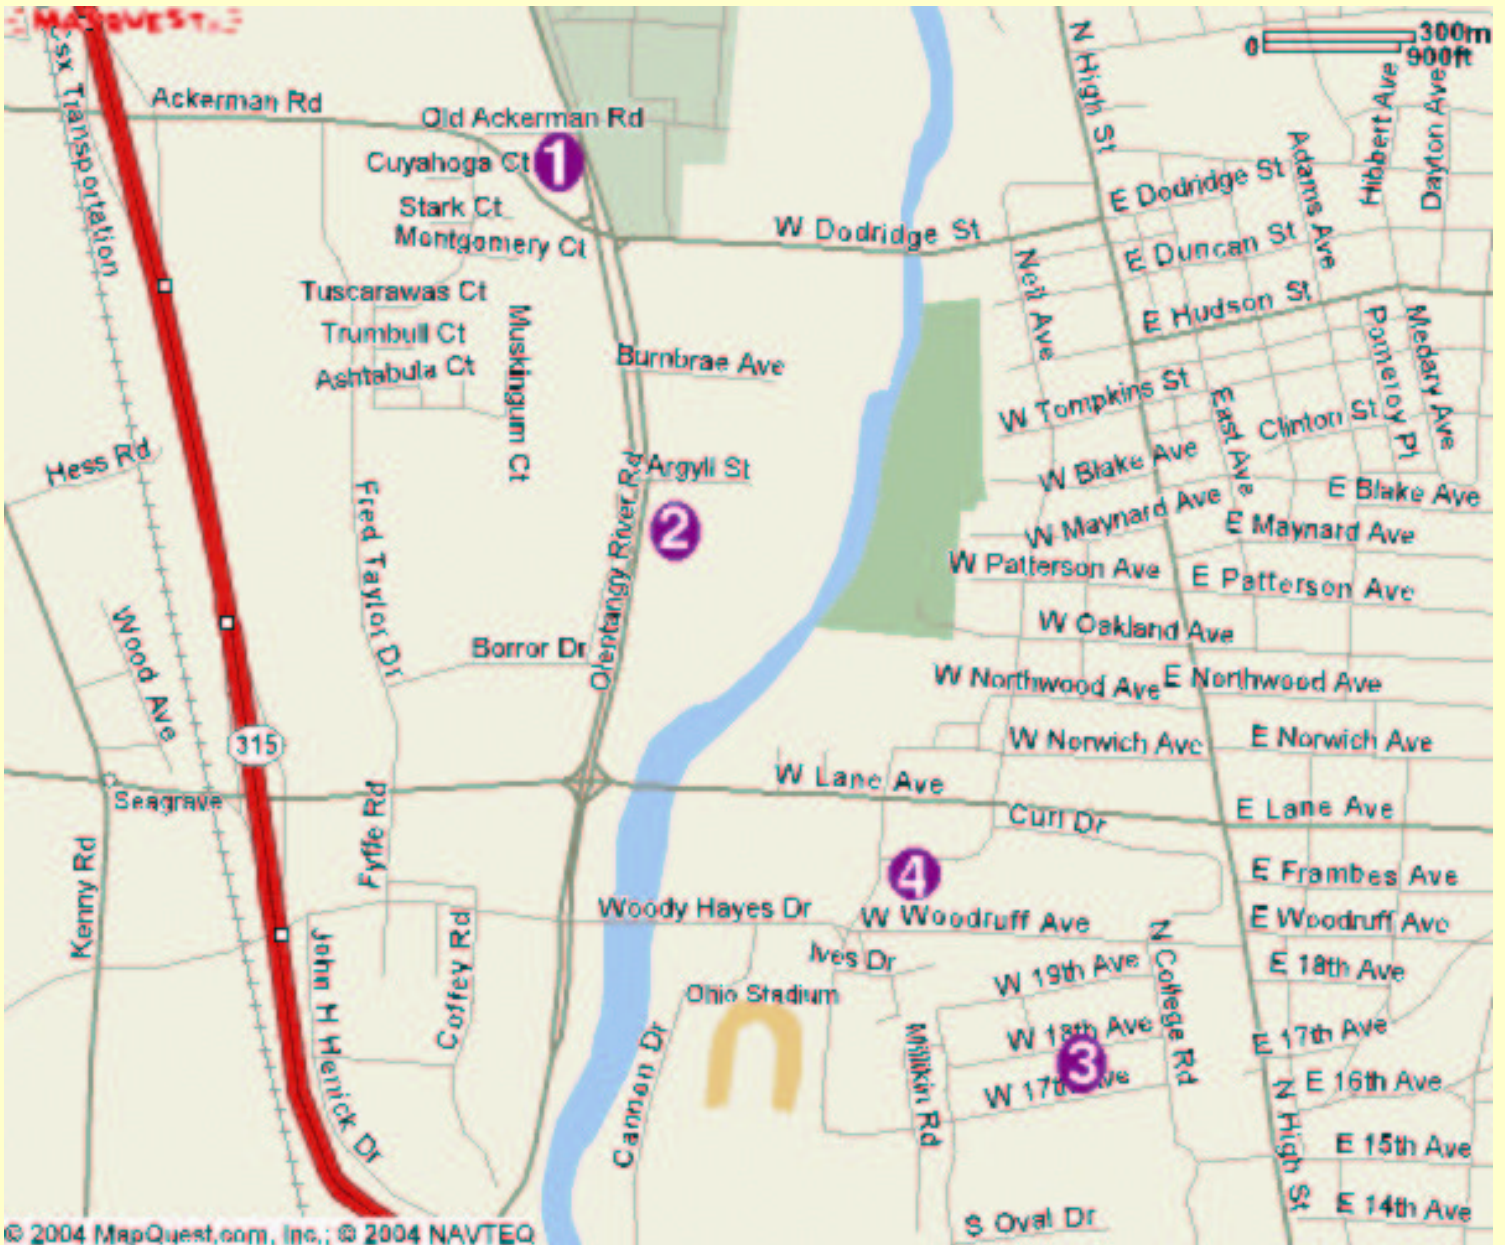 MAPQUEST
0 300m
900ft
Csx Transportation
Ackerman Rd
Old Ackerman Rd
Cuyahoga Ct
1
Stark Ct
Montgomery Ct
Tuscarawas Ct
Trumbull Ct
Ashtabula Ct
Muskingum Ct
W Dodridge St
N High St
E Dodridge St
Adams Ave
Hibbert Ave
Dayton Ave
E Duncan St
Neil Ave
E Hudson St
Pomeroy Pl
Medary Ave
Burnbrae Ave
W Tompkins St
East Ave
Clinton St
Hess Rd
Argyll St
W Blake Ave
E Blake Ave
Fred Taylor Dr
Olentangy River Rd
2
W Maynard Ave
E Maynard Ave
W Patterson Ave
E Patterson Ave
Wood Ave
Borror Dr
W Oakland Ave
W Northwood Ave
E Northwood Ave
315
W Norwich Ave
E Norwich Ave
Seagrave
W Lane Ave
E Lane Ave
Curl Dr
Kenny Rd
Fyffe Rd
4
E Frambes Ave
Woody Hayes Dr
W Woodruff Ave
E Woodruff Ave
John H Herrick Dr
Coffey Rd
Ives Dr
W 19th Ave
N College Rd
E 18th Ave
Ohio Stadium
Cannon Dr
Millikin Rd
W 18th Ave
3
W 17th Ave
E 17th Ave
E 16th Ave
N High St
E 15th Ave
E 14th Ave
S Oval Dr
© 2004 MapQuest.com, Inc.; © 2004 NAVTEQ